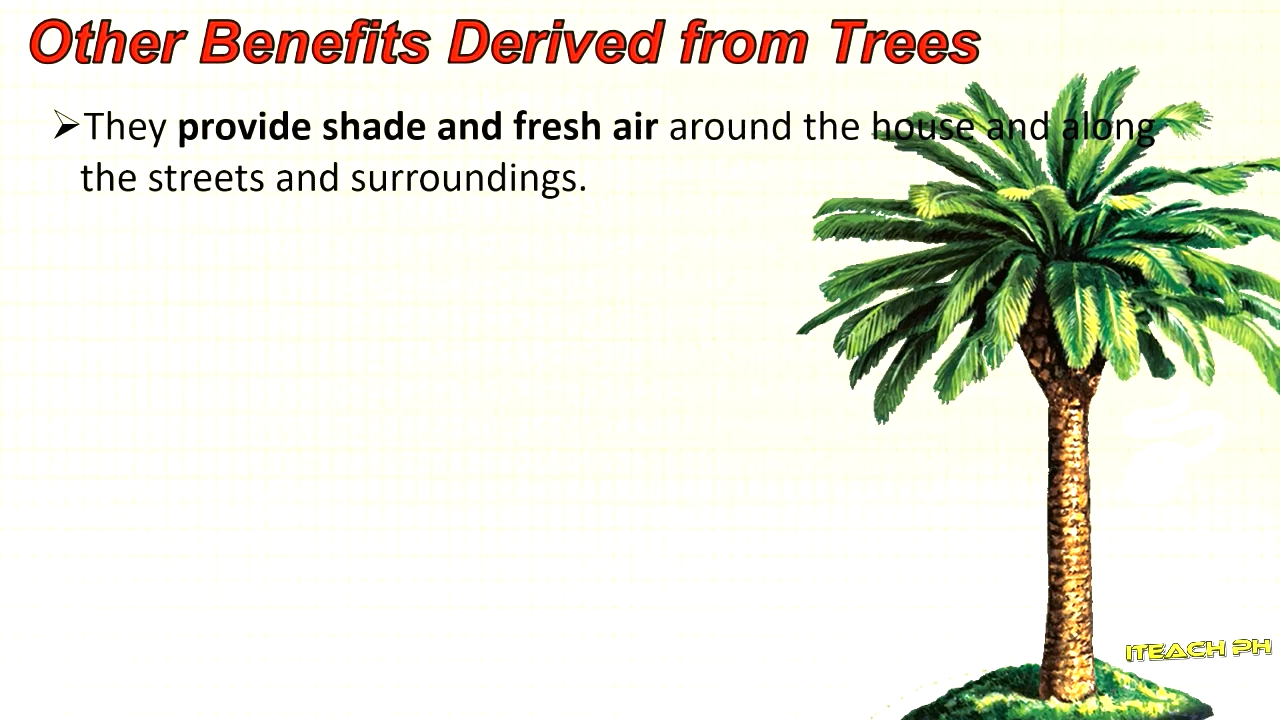 Other Benefits Derived from Trees
➢They provide shade and fresh air around the house and along
the streets and surroundings.
ITEACH PH